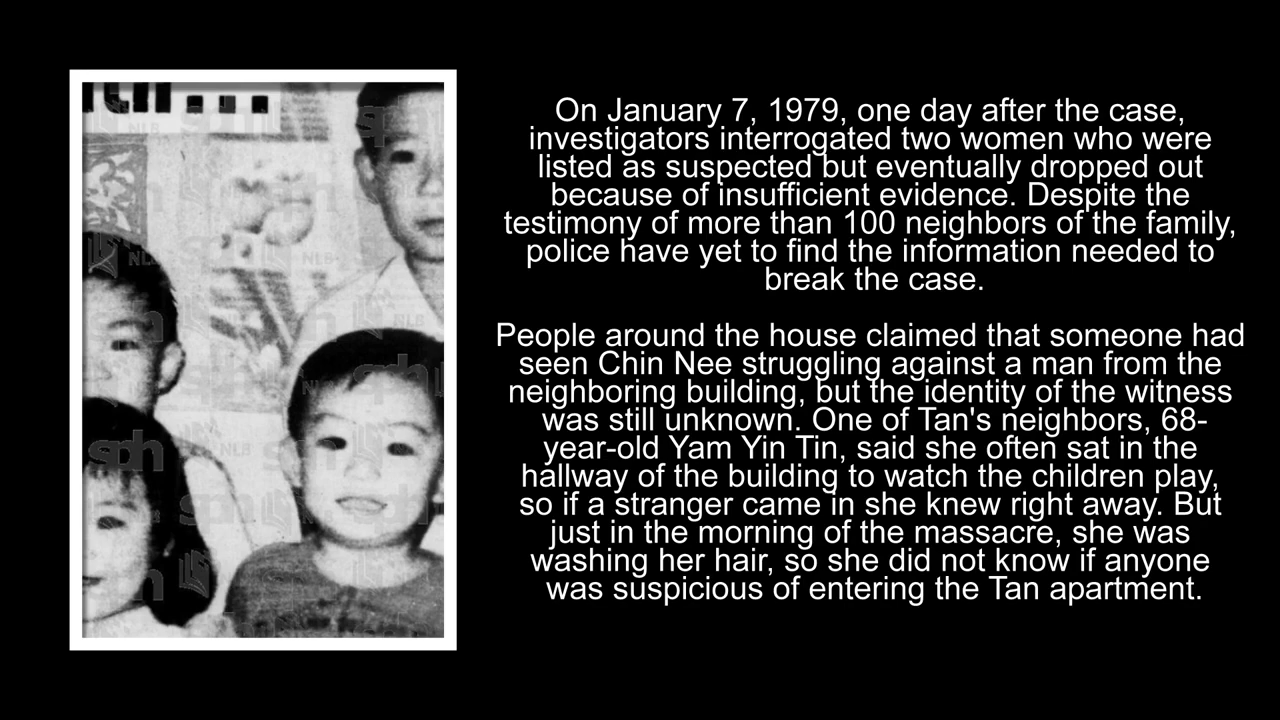 On January 7, 1979, one day after the case,
investigators interrogated two women who were
listed as suspected but eventually dropped out
because of insufficient evidence. Despite the
testimony of more than 100 neighbors of the family,
police have yet to find the information needed to
break the case.
People around the house claimed that someone had
seen Chin Nee struggling against a man from the
neighboring building, but the identity of the witness
was still unknown. One of Tan's neighbors, 68-
year-old Yam Yin Tin, said she often sat in the
hallway of the building to watch the children play,
so if a stranger came in she knew right away. But
just in the morning of the massacre, she was
washing her hair, so she did not know if anyone
was suspicious of entering the Tan apartment.
NLB
NLB
NLB
NLB
NLB
sph